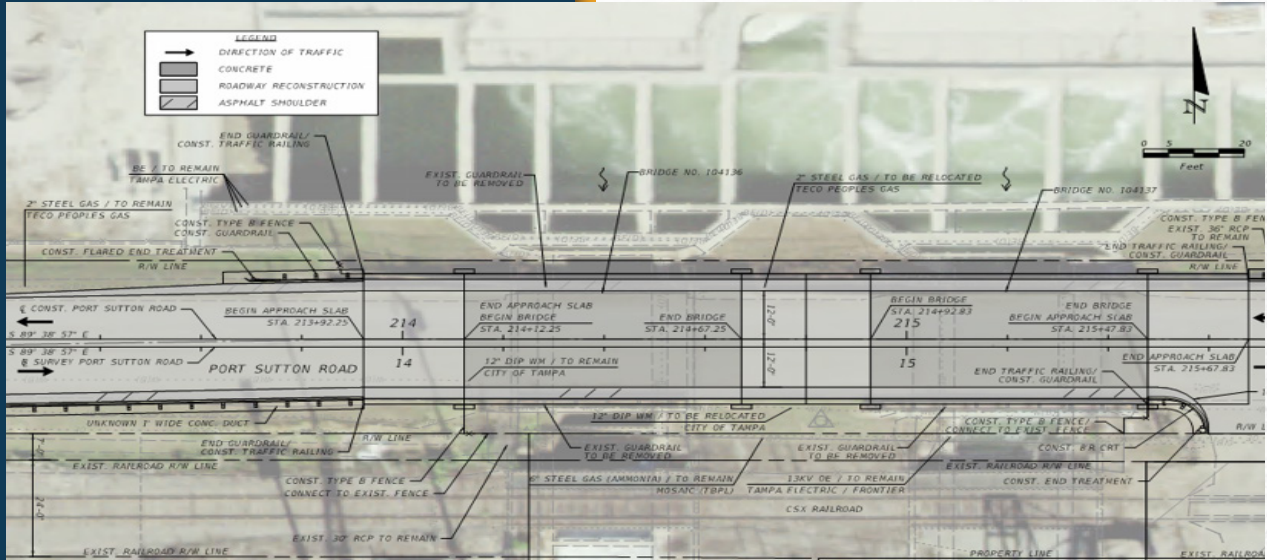 LEGEND
DIRECTION OF TRAFFIC
CONCRETE
ROADWAY RECONSTRUCTION
ASPHALT SHOULDER
N
0 5 20
Feet
END GUARDRAIL/
CONST. TRAFFIC RAILING
BE / TO REMAIN
TAMPA ELECTRIC
2" STEEL GAS / TO REMAIN
TECO PEOPLES GAS
CONST. TYPE B FENCE
CONST. GUARDRAIL
CONST. FLARED END TREATMENT
R/W LINE
EXIST. GUARDRAIL
TO BE REMOVED
BRIDGE NO. 104136
2" STEEL GAS / TO BE RELOCATED
TECO PEOPLES GAS
BRIDGE NO. 104137
CONST. TYPE B FEN
EXIST. 36" RCP
TO REMAIN
END TRAFFIC RAILING/
CONST. GUARDRAIL
R/W LINE
℄ CONST. PORT SUTTON ROAD
S 89° 38' 57" E
S 89° 38' 57" E
SURVEY PORT SUTTON ROAD
BEGIN APPROACH SLAB
STA. 213+92.25
214
14
PORT SUTTON ROAD
END APPROACH SLAB
BEGIN BRIDGE
STA. 214+12.25
END BRIDGE
STA. 214+67.25
12'-0"
12'-0"
BEGIN BRIDGE
STA. 214+92.83
215
15
END BRIDGE
BEGIN APPROACH SLAB
STA. 215+47.83
END APPROACH SLAB
STA. 215+67.83
12" DIP WM / TO REMAIN
CITY OF TAMPA
END TRAFFIC RAILING/
CONST. GUARDRAIL
UNKNOWN 1' WIDE CONC. DUCT
END GUARDRAIL/
CONST. TRAFFIC RAILING
R/W LINE
12" DIP WM / TO BE RELOCATED
CITY OF TAMPA
EXIST. GUARDRAIL
TO BE REMOVED
EXIST. GUARDRAIL
TO BE REMOVED
CONST. TYPE B FENCE/
CONNECT TO EXIST. FENCE
R/W L
CONST. BR CRT
EXIST. RAILROAD R/W LINE
EXIST. RAILROAD R/W LINE
CONST. TYPE B FENCE
CONNECT TO EXIST. FENCE
6" STEEL GAS (AMMONIA) / TO REMAIN
MOSAIC (TBPL)
13KV OE / TO REMAIN
TAMPA ELECTRIC / FRONTIER
CONST. END TREATMENT
CSX RAILROAD
24'-0"
EXIST. 30" RCP TO REMAIN
EXIST. RAILROAD R/W LINE
PROPERTY LINE
EXIST. RAILROA